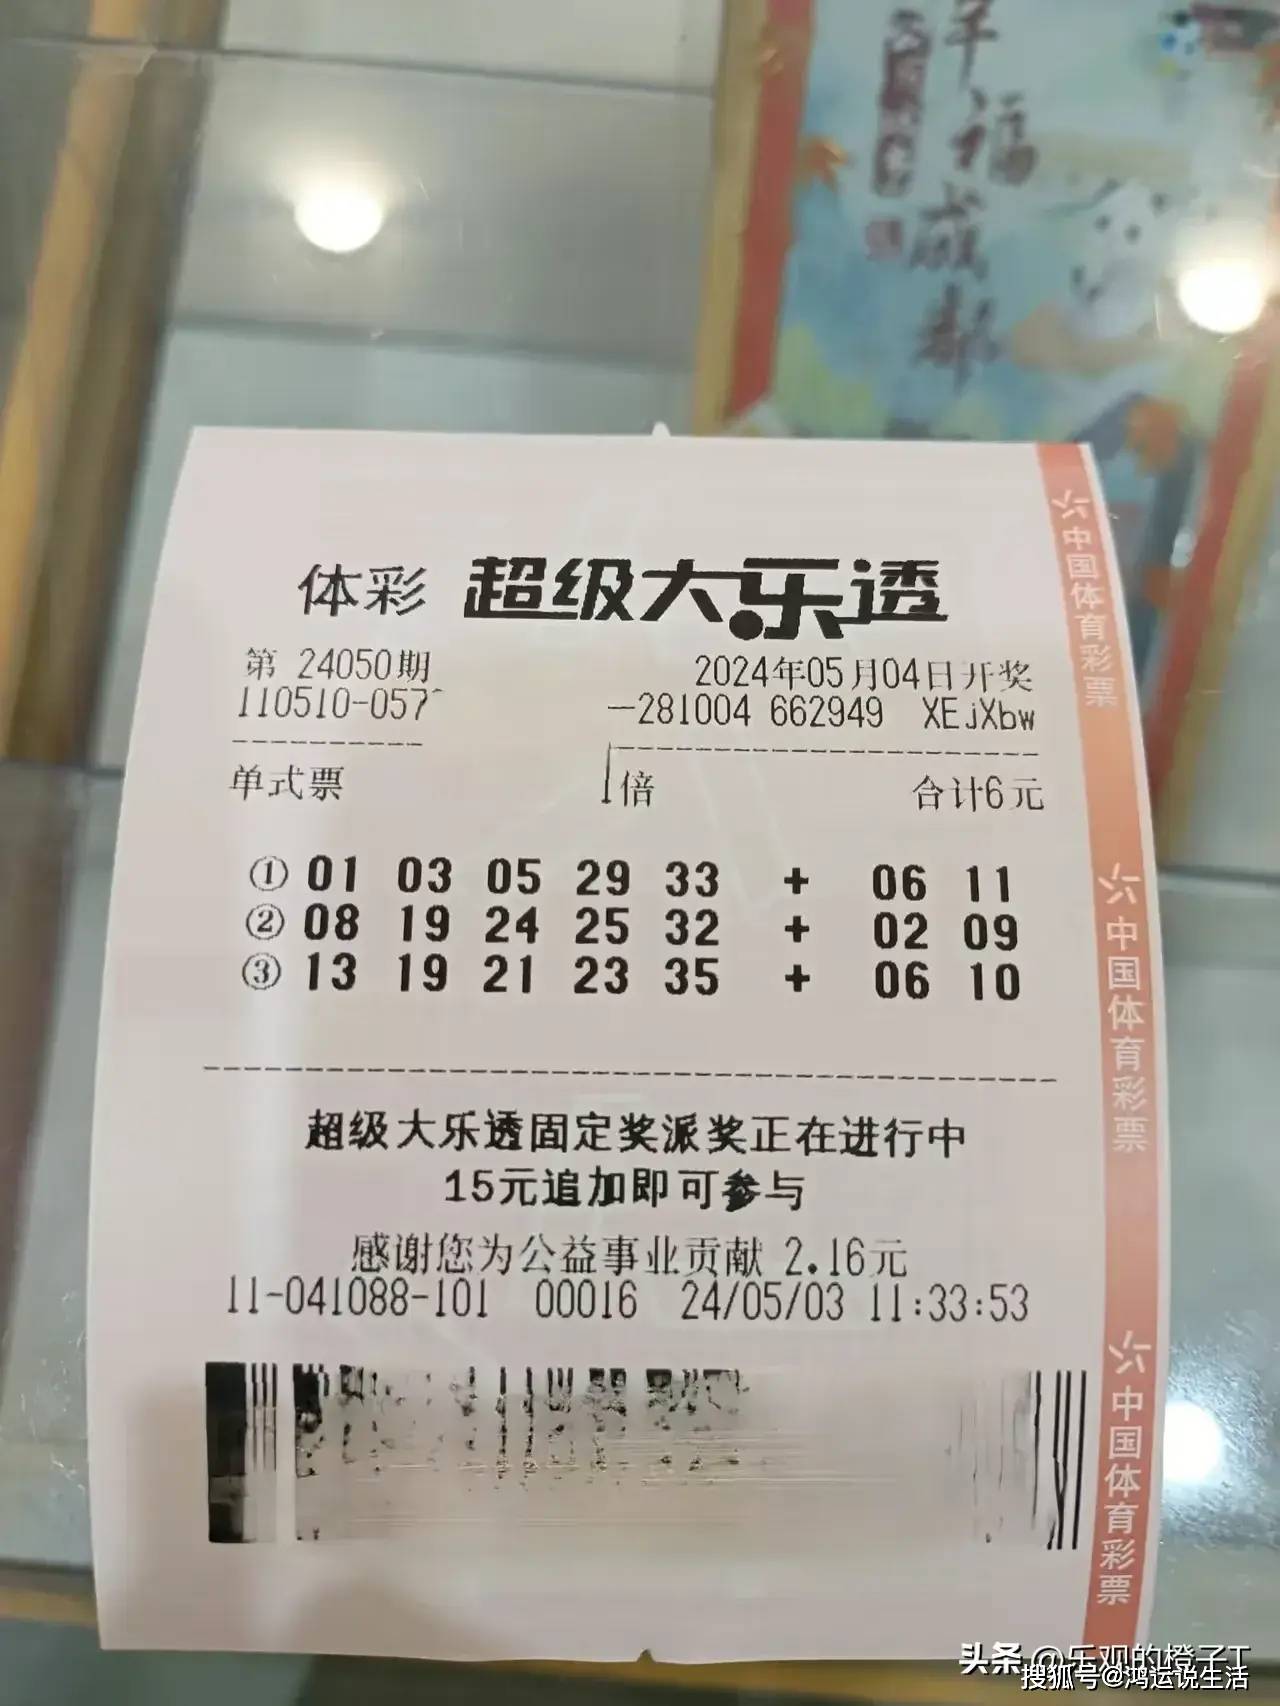 幸福成都
体彩 超级大乐透
第 24050期 2024年05月04日开奖
110510-057 -281004 662949 XEjXbw
单式票 1倍 合计6元
① 01 03 05 29 33 + 06 11
② 08 19 24 25 32 + 02 09
③ 13 19 21 23 35 + 06 10
超级大乐透固定奖派奖正在进行中
15元追加即可参与
感谢您为公益事业贡献 2.16元
11-041088-101 00016 24/05/03 11:33:53
中国体育彩票
中国体育彩票
中国体育彩票
头条 @乐观的橙子T
搜狐号@鸿运说生活